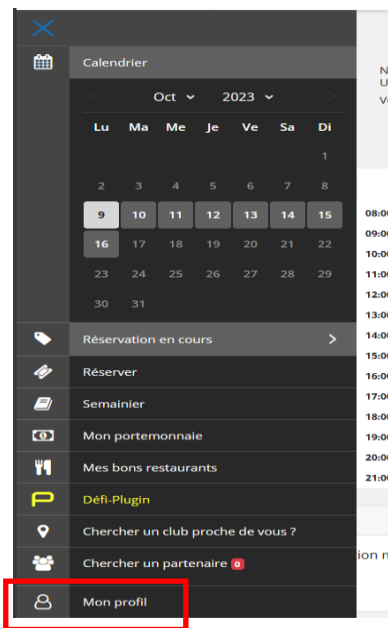 Calendrier
Oct 2023
Lu Ma Me Je Ve Sa Di
1
2 3 4 5 6 7 8
9 10 11 12 13 14 15
16 17 18 19 20 21 22
23 24 25 26 27 28 29
30 31
Réservation en cours
Réserver
Semainier
Mon portemonnaie
Mes bons restaurants
Défi-Plugin
Chercher un club proche de vous ?
Chercher un partenaire 0
Mon profil
N
U
08:00
09:00
10:00
11:00
12:00
13:00
14:00
15:00
16:00
17:00
18:00
19:00
20:00
21:00